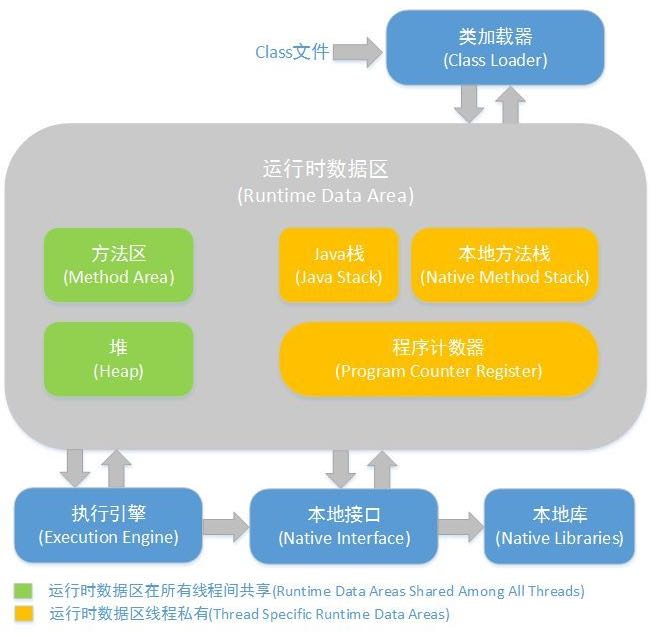 类加载器
(Class Loader)
Class文件
运行时数据区
(Runtime Data Area)
方法区
(Method Area)
Java栈
(Java Stack)
本地方法栈
(Native Method Stack)
堆
(Heap)
程序计数器
(Program Counter Register)
执行引擎
(Execution Engine)
本地接口
(Native Interface)
本地库
(Native Libraries)
运行时数据区在所有线程间共享(Runtime Data Areas Shared Among All Threads)
运行时数据区线程私有(Thread Specific Runtime Data Areas)